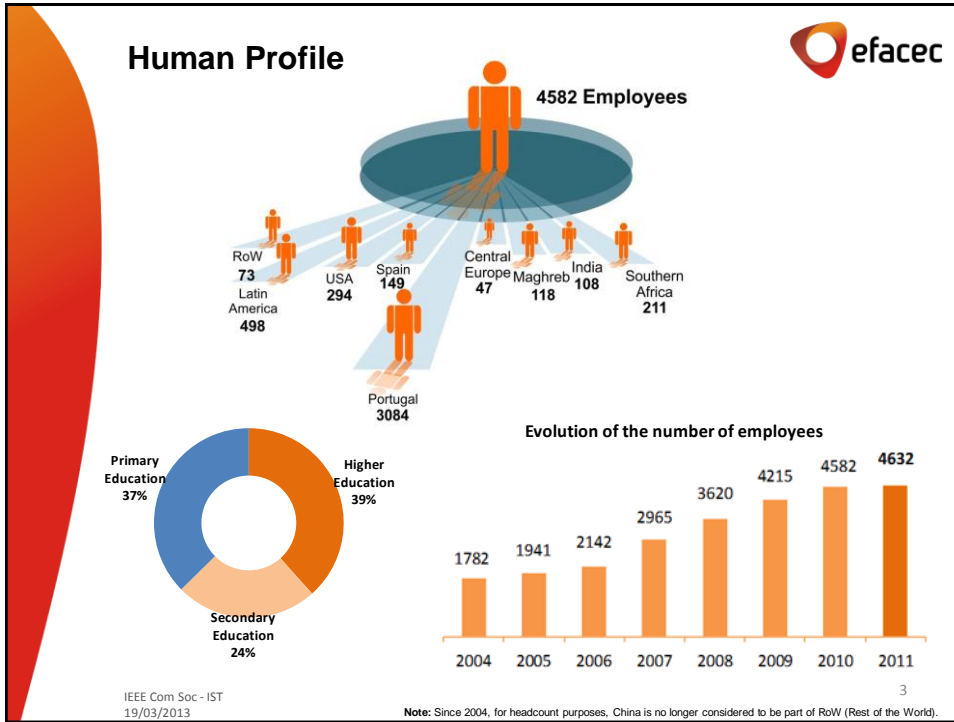 Human Profile
efacec
4582 Employees
RoW
73
Latin
America
498
USA
294
Spain
149
Central
Europe
47
Maghreb
118
India
108
Southern
Africa
211
Portugal
3084
Primary
Education
37%
Higher
Education
39%
Secondary
Education
24%
Evolution of the number of employees
1782
1941
2142
2965
3620
4215
4582
4632
2004 2005 2006 2007 2008 2009 2010 2011
IEEE Com Soc - IST
19/03/2013
3
Note: Since 2004, for headcount purposes, China is no longer considered to be part of RoW (Rest of the World).